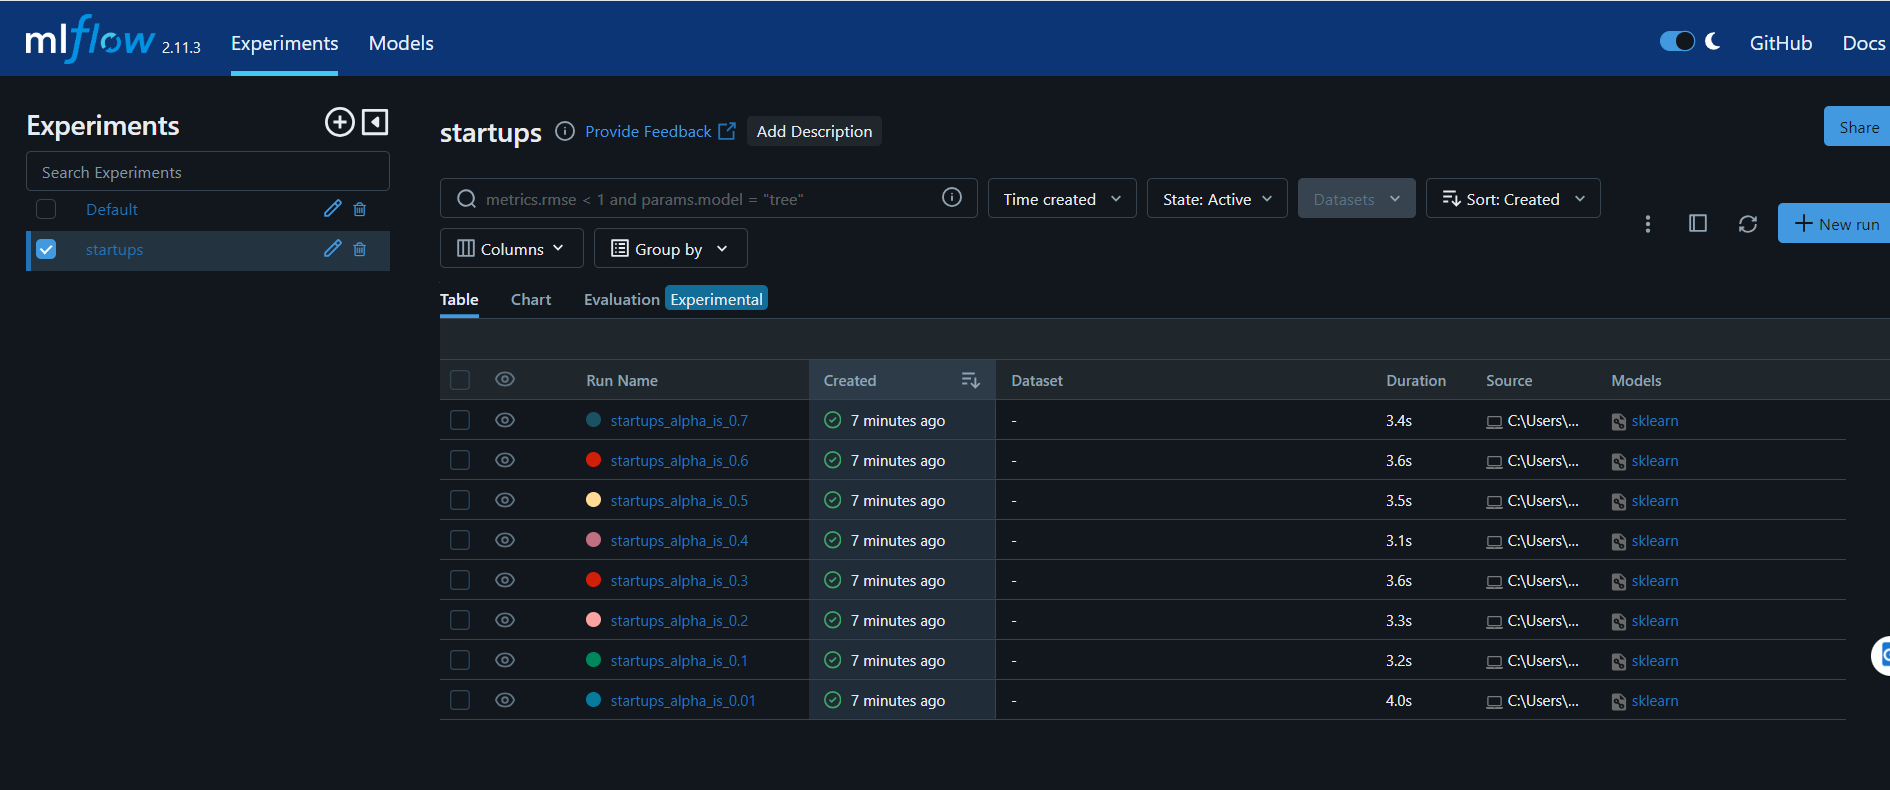 mlflow 2.11.3 Experiments Models GitHub Docs
Experiments
Search Experiments
Default
startups
startups Provide Feedback Add Description Share
metrics.rmse < 1 and params.model = "tree" Time created State: Active Datasets Sort: Created
New run
Columns Group by
Table Chart Evaluation Experimental
Run Name Created Dataset Duration Source Models
startups_alpha_is_0.7 7 minutes ago - 3.4s C:\Users\... sklearn
startups_alpha_is_0.6 7 minutes ago - 3.6s C:\Users\... sklearn
startups_alpha_is_0.5 7 minutes ago - 3.5s C:\Users\... sklearn
startups_alpha_is_0.4 7 minutes ago - 3.1s C:\Users\... sklearn
startups_alpha_is_0.3 7 minutes ago - 3.6s C:\Users\... sklearn
startups_alpha_is_0.2 7 minutes ago - 3.3s C:\Users\... sklearn
startups_alpha_is_0.1 7 minutes ago - 3.2s C:\Users\... sklearn
startups_alpha_is_0.01 7 minutes ago - 4.0s C:\Users\... sklearn